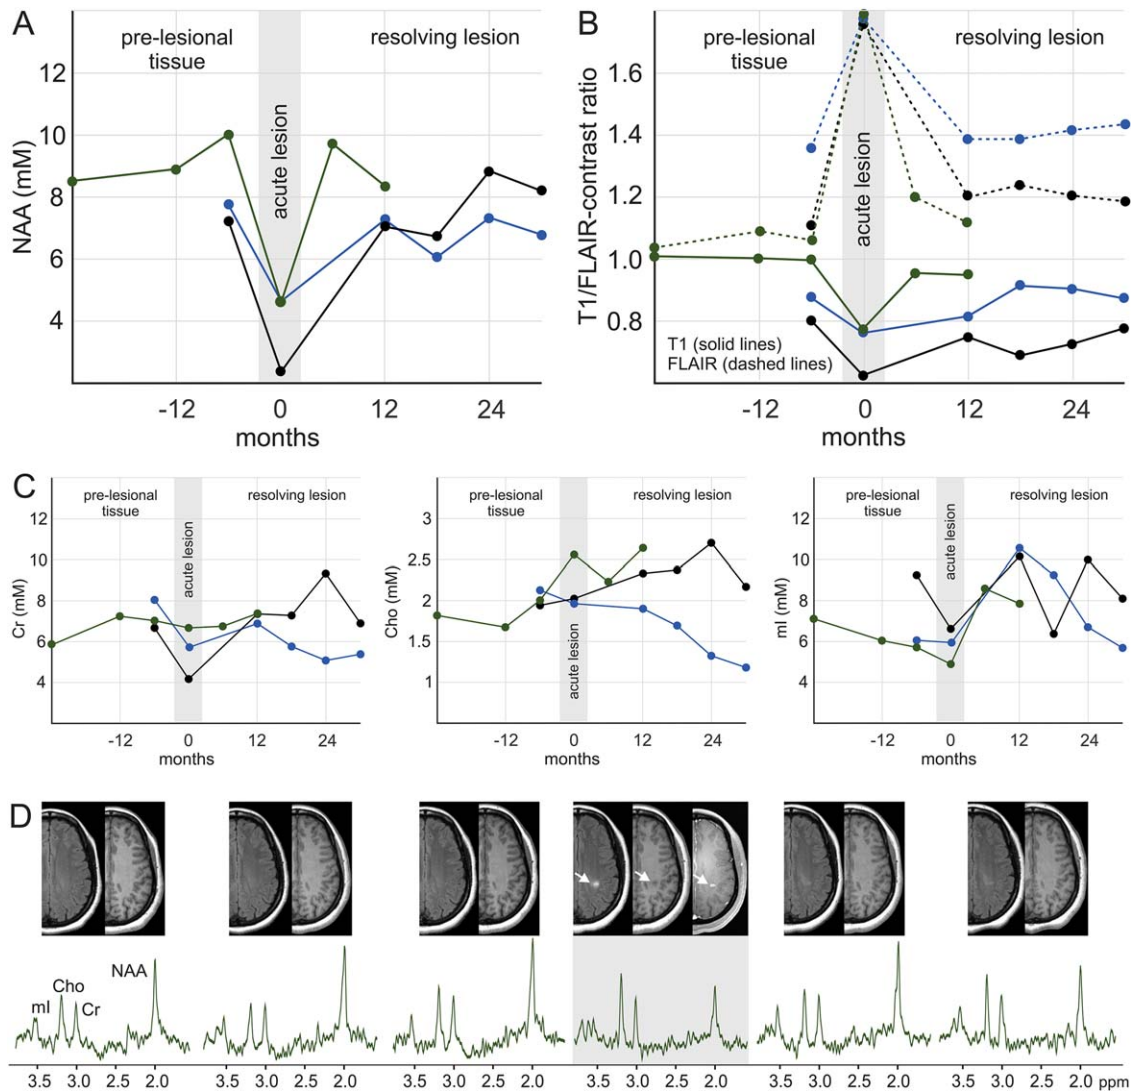 A
pre-lesional
tissue
resolving lesion
acute lesion
NAA (mM)
12
10
8
6
4
-12 0 12 24
months
B
pre-lesional
tissue
resolving lesion
acute lesion
T1/FLAIR-contrast ratio
1.6
1.4
1.2
1.0
0.8
T1 (solid lines)
FLAIR (dashed lines)
-12 0 12 24
months
C
pre-lesional
tissue
resolving lesion
acute lesion
Cr (mM)
12
10
8
6
4
-12 0 12 24
months
pre-lesional
tissue
resolving lesion
acute lesion
Cho (mM)
3
2.5
2
1.5
1
-12 0 12 24
months
pre-lesional
tissue
resolving lesion
acute lesion
mI (mM)
12
10
8
6
4
-12 0 12 24
months
D
mI Cho Cr NAA
3.5 3.0 2.5 2.0 3.5 3.0 2.5 2.0 3.5 3.0 2.5 2.0 3.5 3.0 2.5 2.0 3.5 3.0 2.5 2.0 3.5 3.0 2.5 2.0 ppm